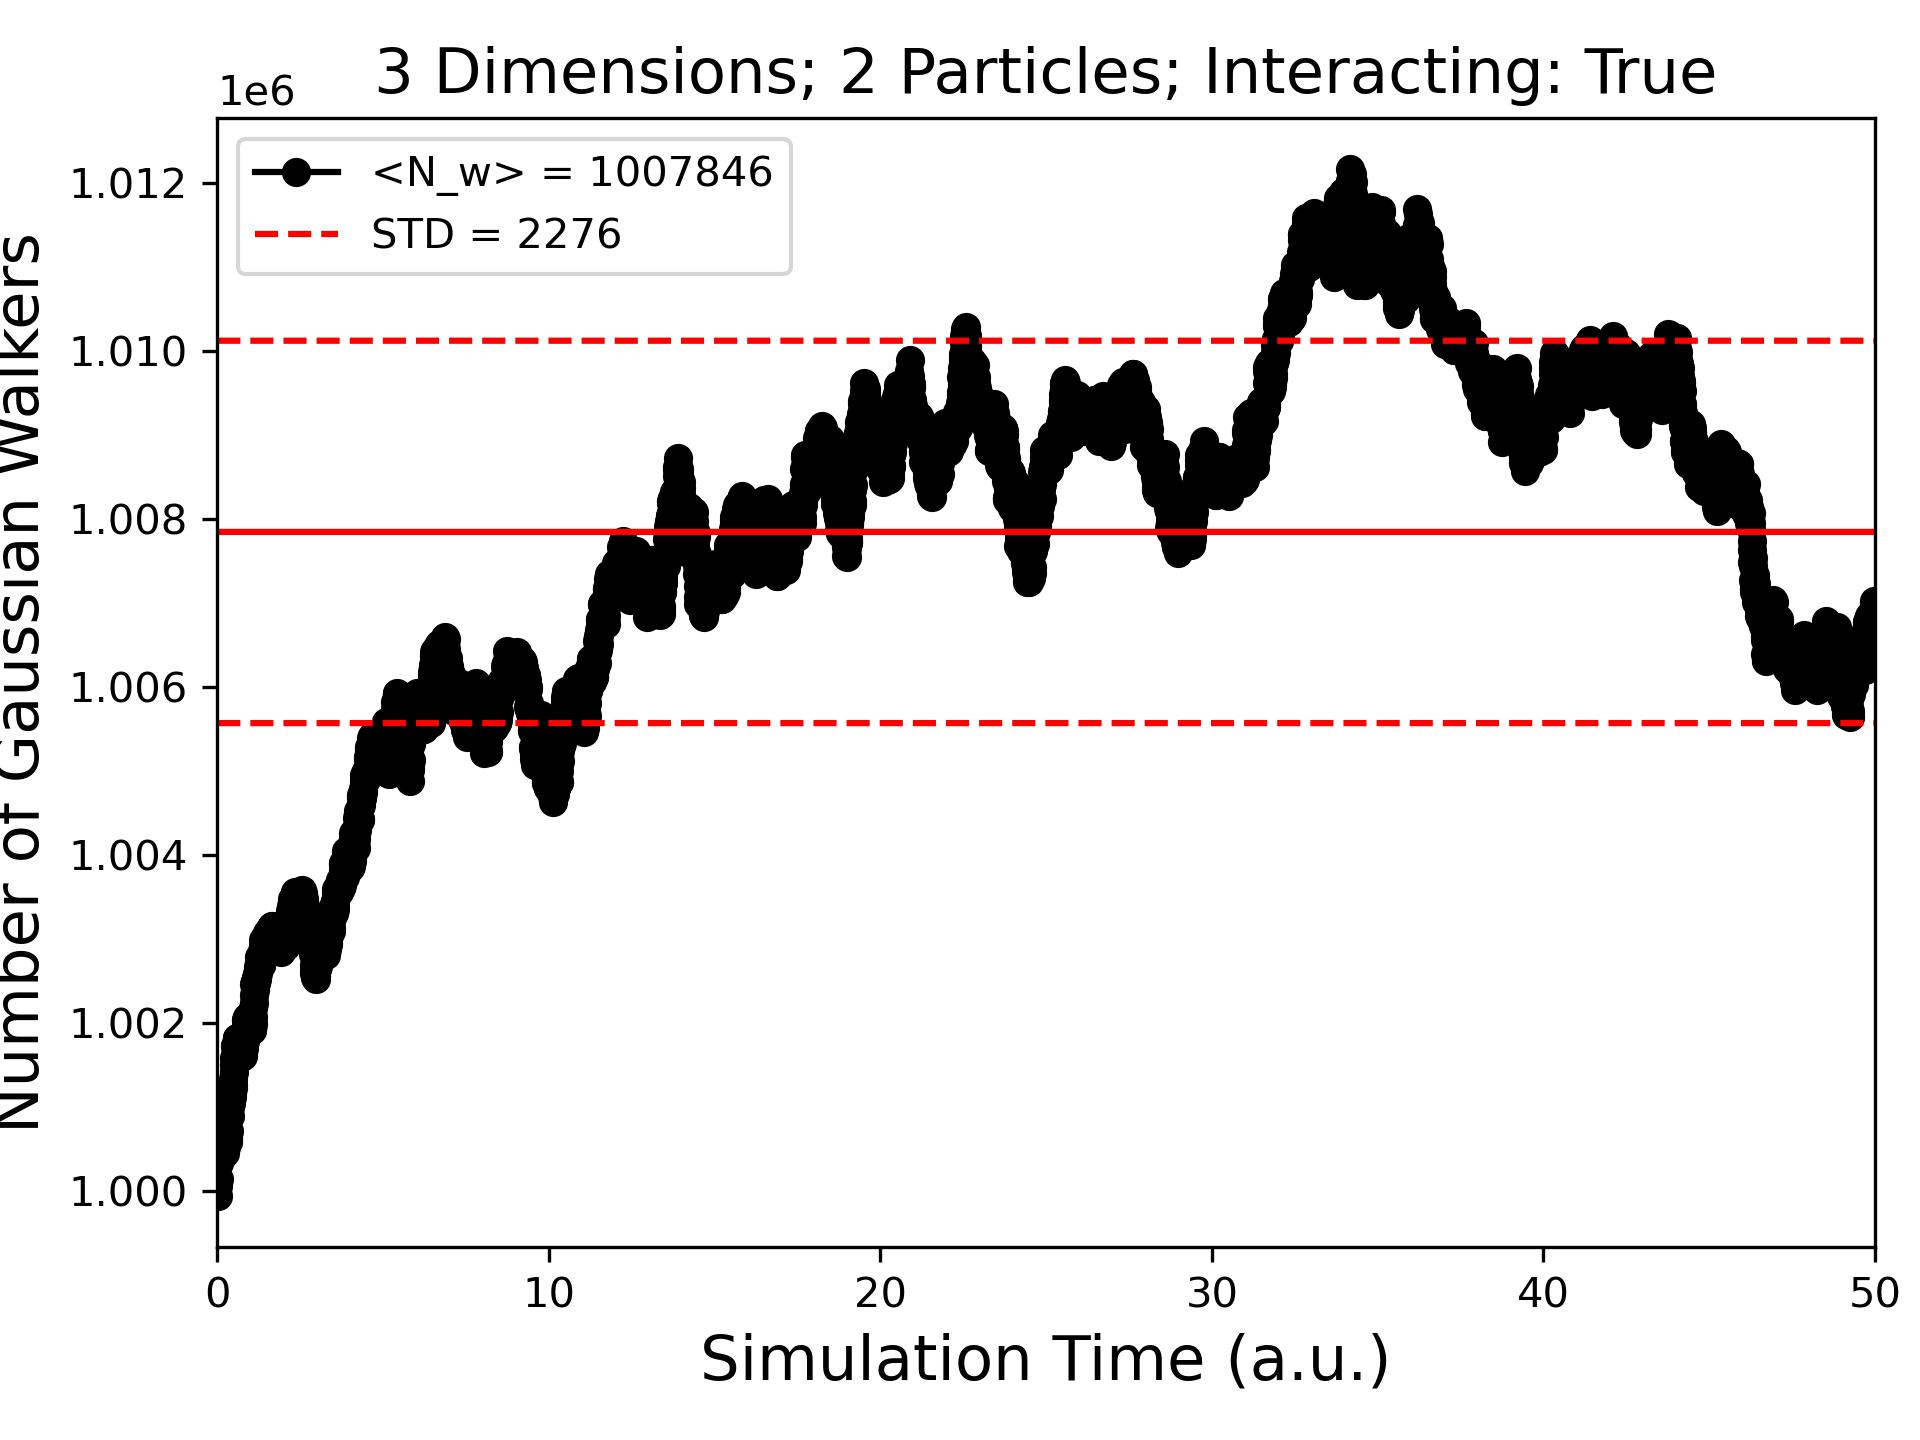 3 Dimensions; 2 Particles; Interacting: True
1e6
<N_w> = 1007846
STD = 2276
Number of Gaussian Walkers
1.012
1.010
1.008
1.006
1.004
1.002
1.000
0 10 20 30 40 50
Simulation Time (a.u.)